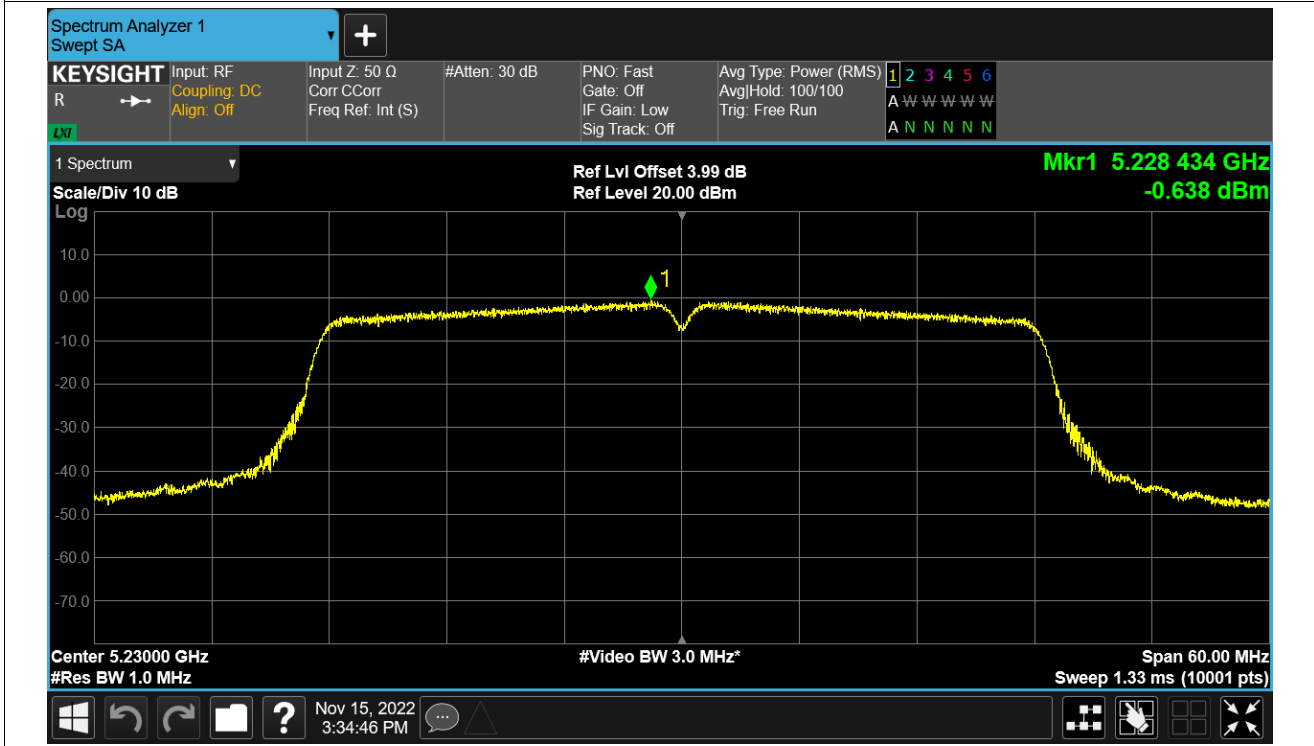 Spectrum Analyzer 1
Swept SA
KEYSIGHT
R
LXI
Input: RF
Coupling: DC
Align: Off
Input Z: 50 Ω
Corr CCorr
Freq Ref: Int (S)
#Atten: 30 dB
PNO: Fast
Gate: Off
IF Gain: Low
Sig Track: Off
Avg Type: Power (RMS)
Avg|Hold: 100/100
Trig: Free Run
1 2 3 4 5 6
A W W W W W
A N N N N N
1 Spectrum
Scale/Div 10 dB
Log
Ref Lvl Offset 3.99 dB
Ref Level 20.00 dBm
Mkr1 5.228 434 GHz
-0.638 dBm
10.0
0.00
-10.0
-20.0
-30.0
-40.0
-50.0
-60.0
-70.0
1
Center 5.23000 GHz
#Res BW 1.0 MHz
#Video BW 3.0 MHz*
Span 60.00 MHz
Sweep 1.33 ms (10001 pts)
?
Nov 15, 2022
3:34:46 PM